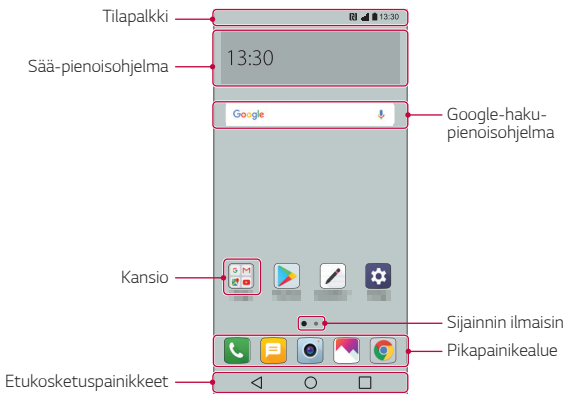 Tilapalkki
13:30
Sää-pienoisohjelma
13:30
Google
Google-haku-
pienoisohjelma
G M
Kansio
Sijainnin ilmaisin
Pikapainikealue
Etukosketuspainikkeet